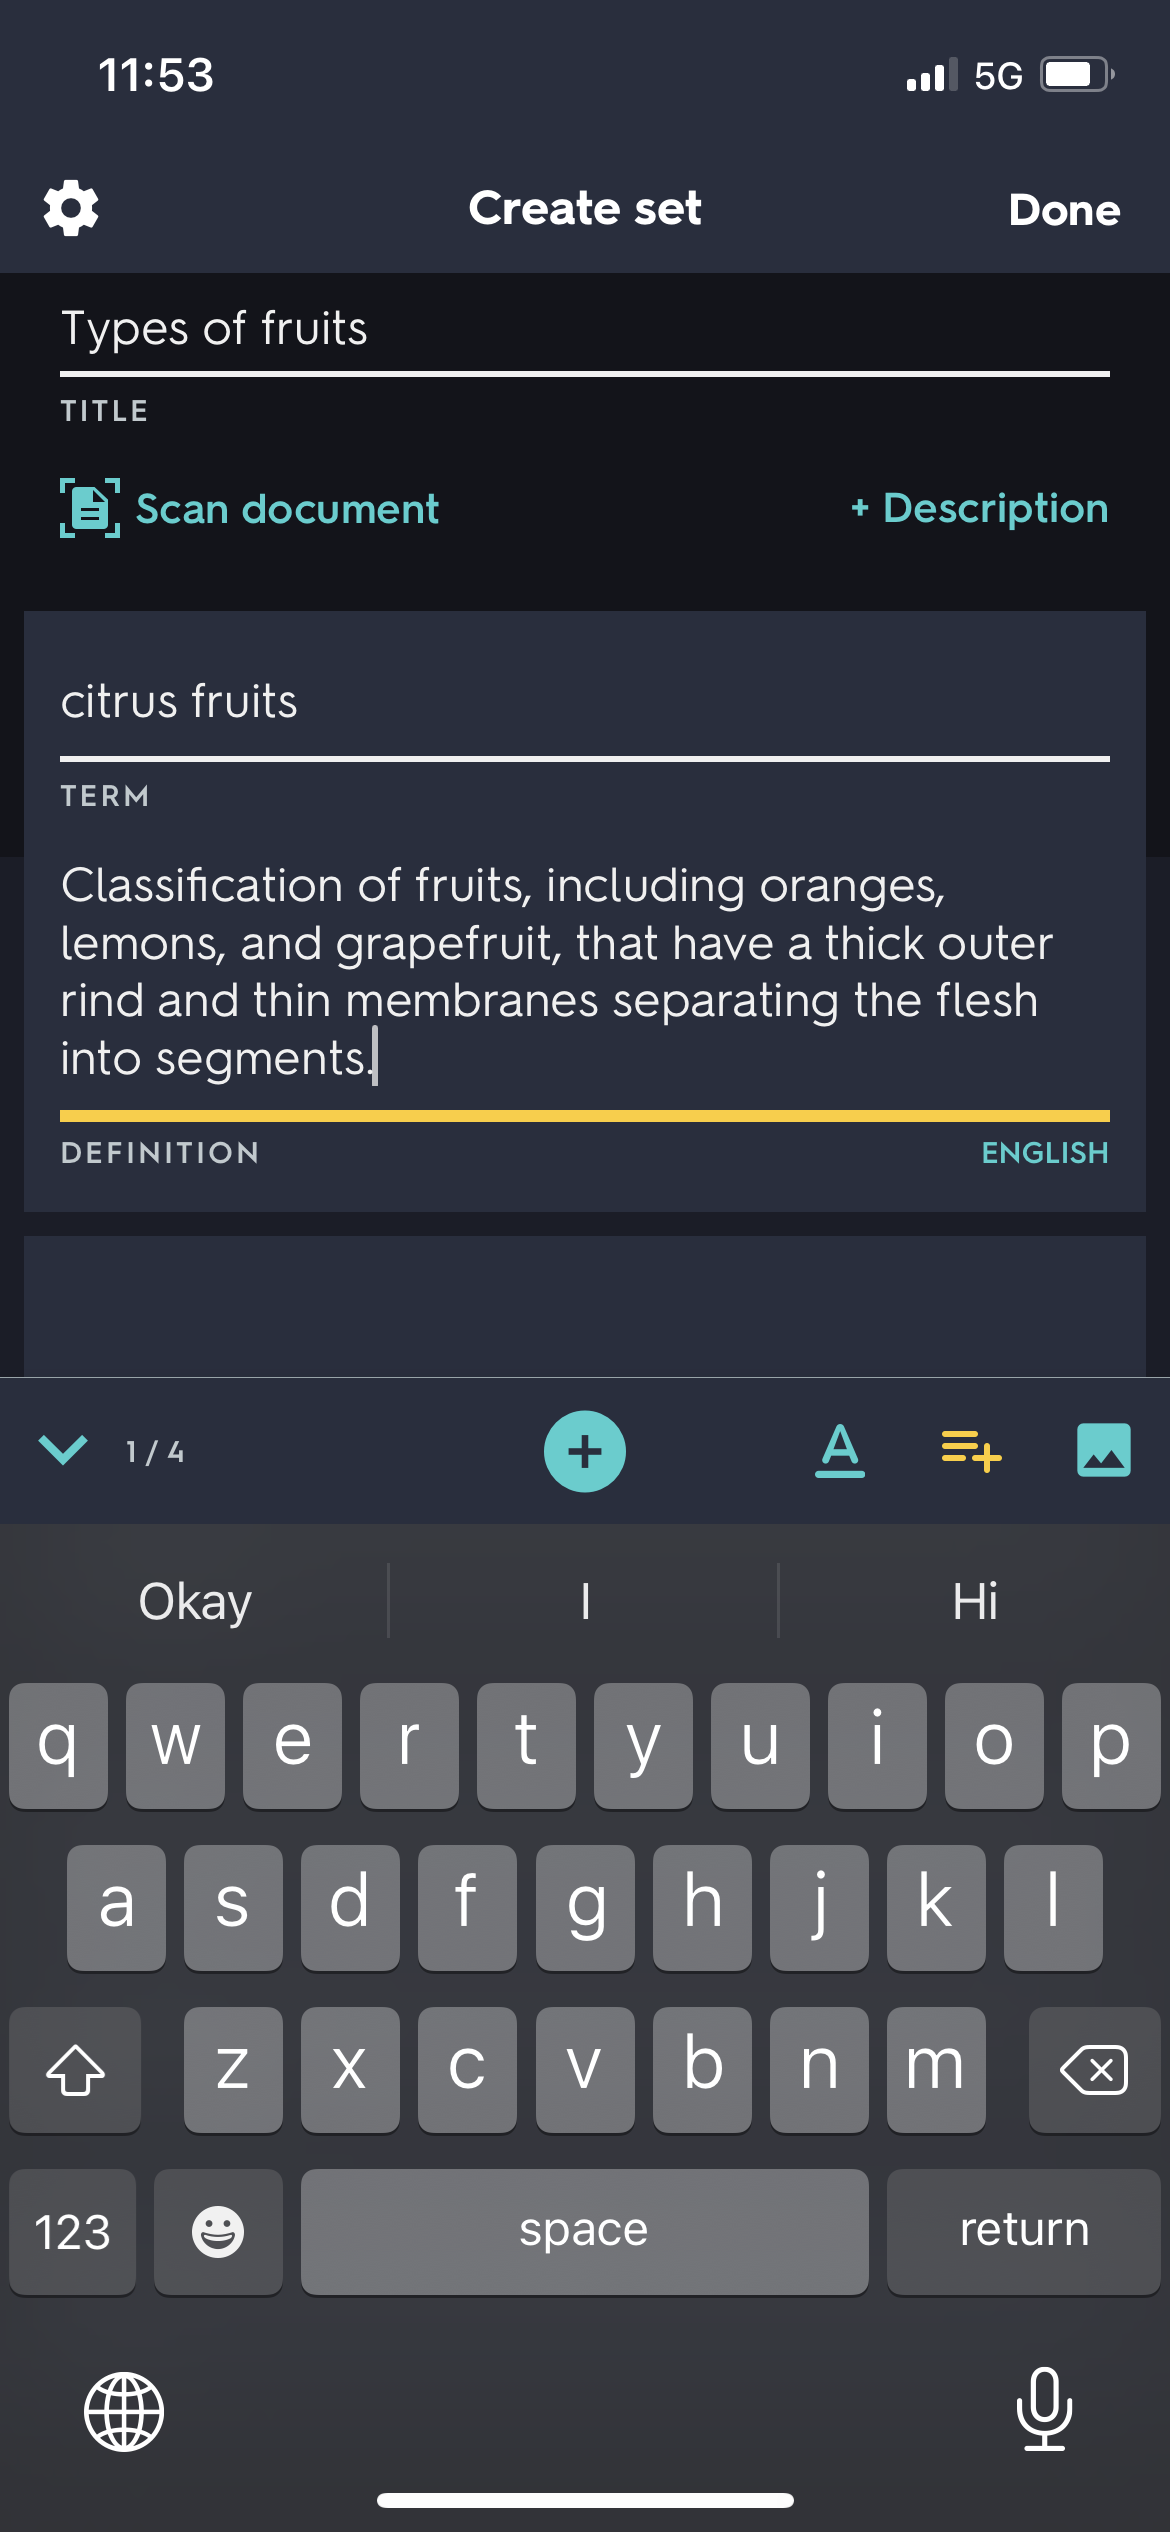 11:53
5G
Create set
Done
Types of fruits
TITLE
Scan document
+ Description
citrus fruits
TERM
Classification of fruits, including oranges,
lemons, and grapefruit, that have a thick outer
rind and thin membranes separating the flesh
into segments.
DEFINITION
ENGLISH
1 / 4
A
Okay
I
Hi
q w e r t y u i o p
a s d f g h j k l
z x c v b n m
123
space
return